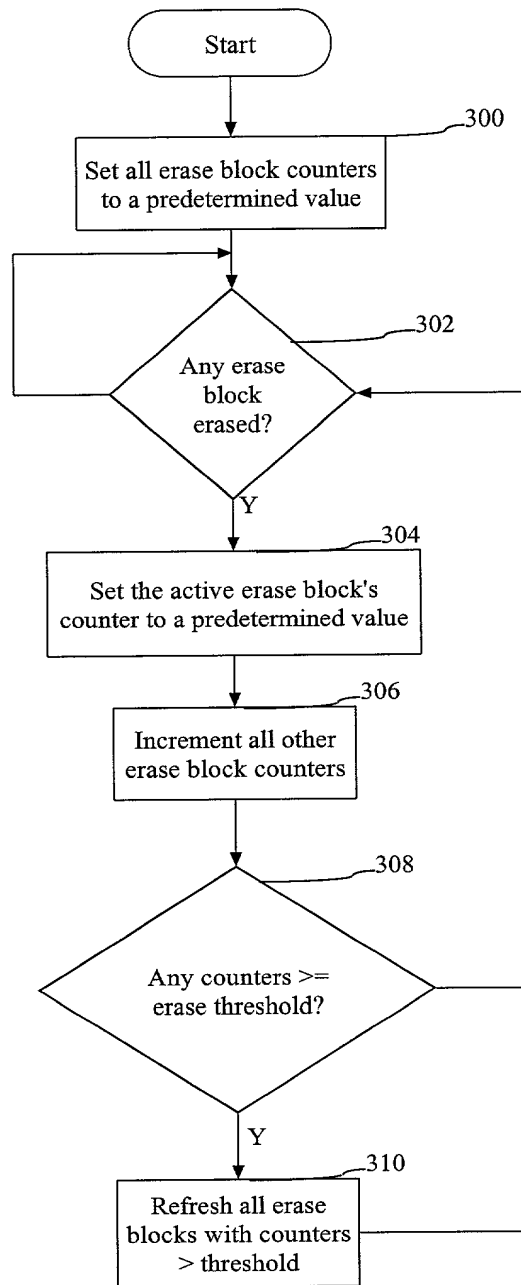 Start
300
Set all erase block counters
to a predetermined value
302
Any erase
block
erased?
Y
304
Set the active erase block's
counter to a predetermined value
306
Increment all other
erase block counters
308
Any counters >=
erase threshold?
Y
310
Refresh all erase
blocks with counters
> threshold